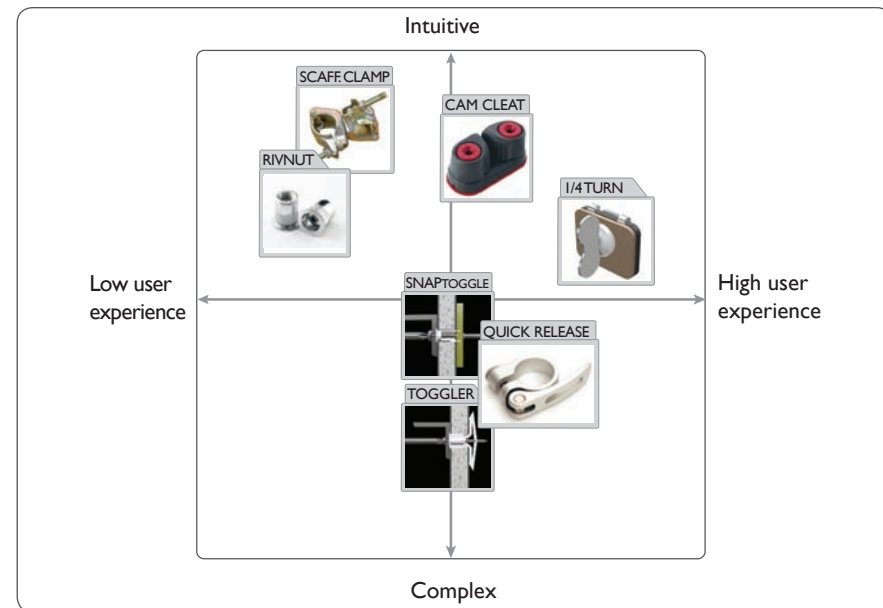 Intuitive
SCAFF. CLAMP
CAM CLEAT
RIVNUT
1/4 TURN
Low user
experience
SNAPTOGGLE
High user
experience
QUICK RELEASE
TOGGLER
Complex